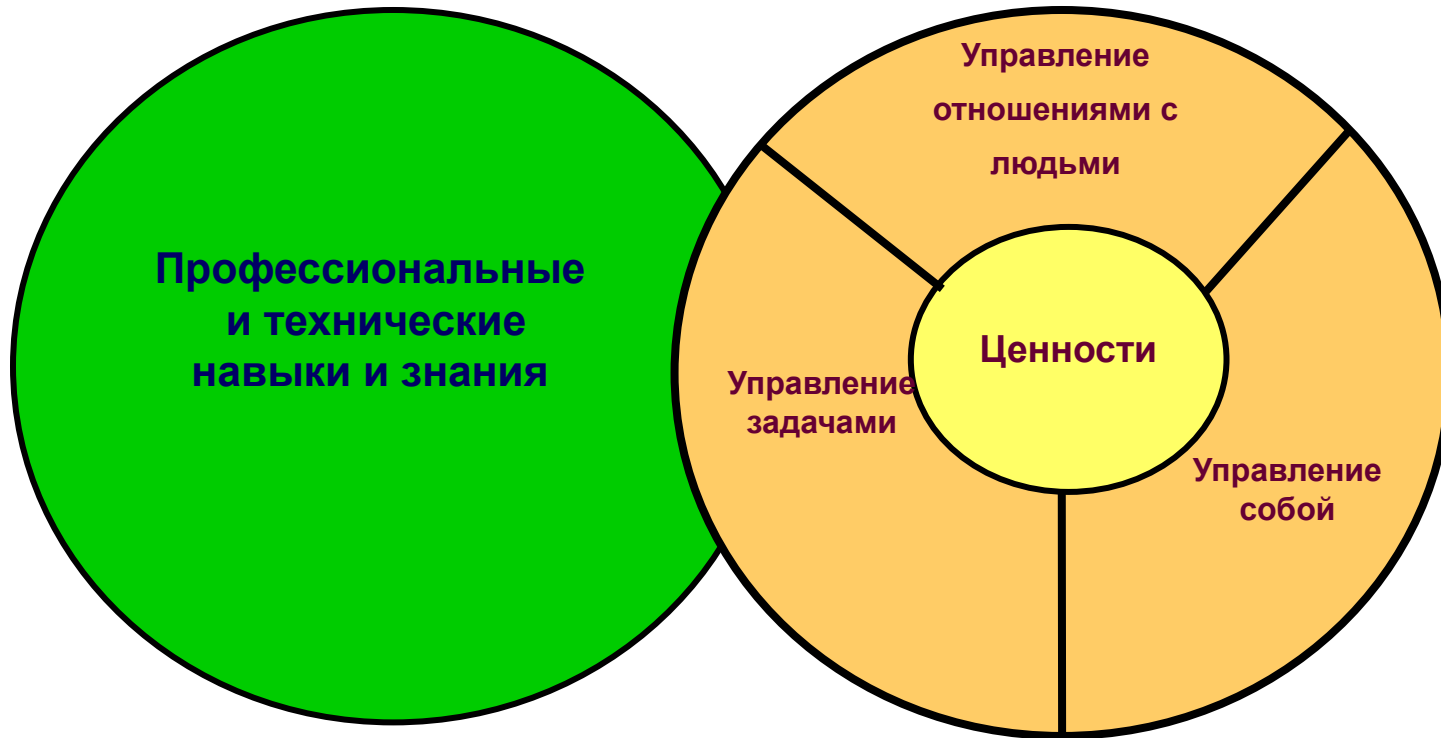 Профессиональные
и технические
навыки и знания
Управление
отношениями с
людьми
Ценности
Управление
задачами
Управление
собой